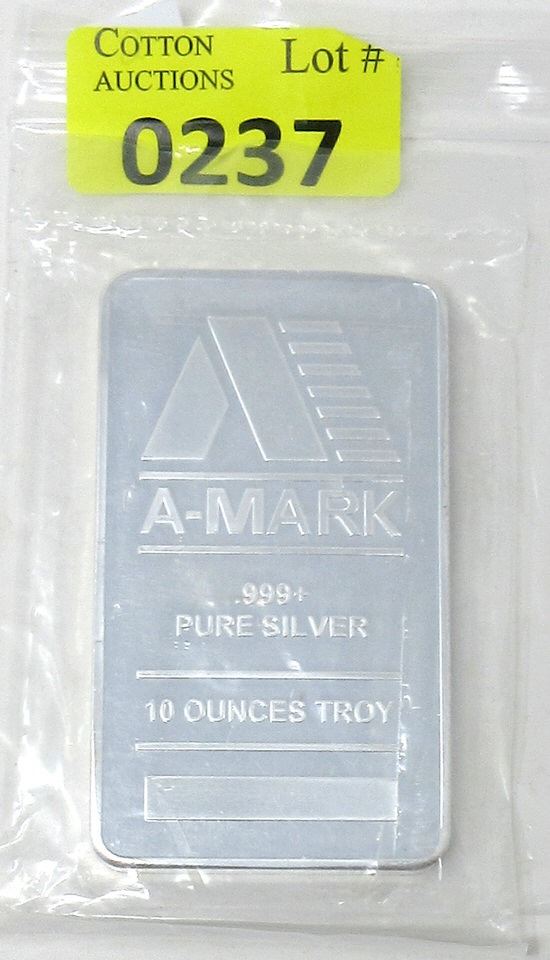 COTTON AUCTIONS Lot #
0237
A-MARK
.999+
PURE SILVER
10 OUNCES TROY